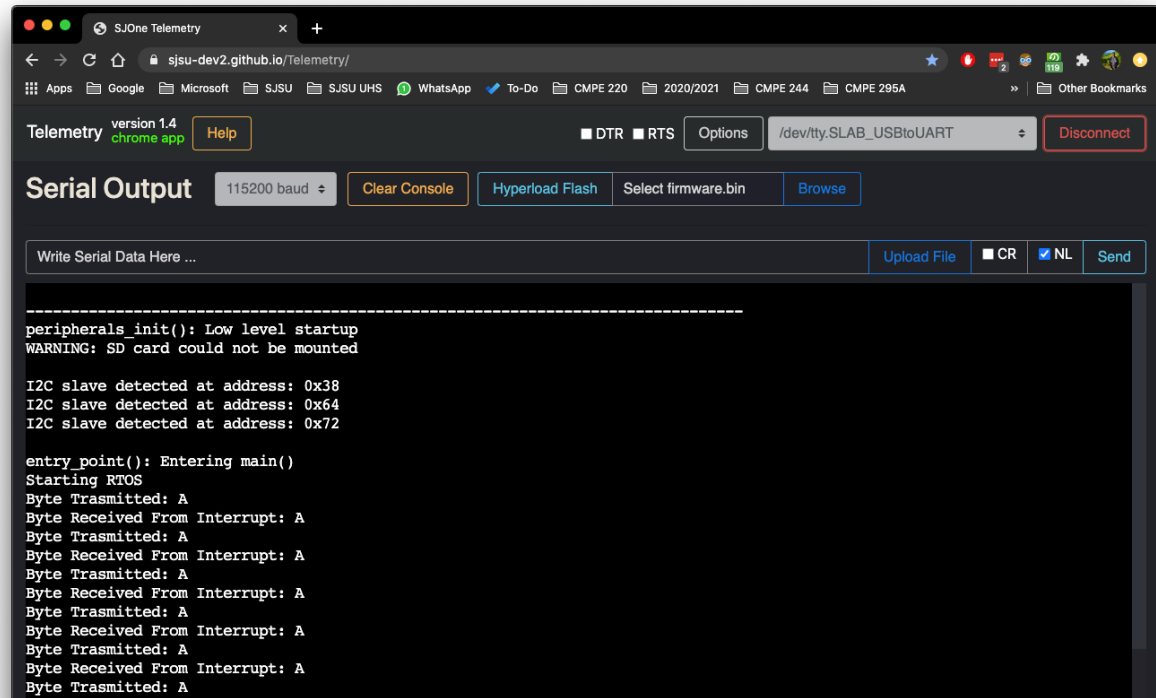 SJOne Telemetry
sjsu-dev2.github.io/Telemetry/
2
119
Apps Google Microsoft SJSU SJSU UHS WhatsApp To-Do CMPE 220 2020/2021 CMPE 244 CMPE 295A » Other Bookmarks
Telemetry version 1.4 chrome app Help DTR RTS Options /dev/tty.SLAB_USBtoUART Disconnect
Serial Output 115200 baud Clear Console Hyperload Flash Select firmware.bin Browse
Write Serial Data Here ... Upload File CR NL Send
--------------------------------------------------------------------------------
peripherals_init(): Low level startup
WARNING: SD card could not be mounted
I2C slave detected at address: 0x38
I2C slave detected at address: 0x64
I2C slave detected at address: 0x72
entry_point(): Entering main()
Starting RTOS
Byte Trasmitted: A
Byte Received From Interrupt: A
Byte Trasmitted: A
Byte Received From Interrupt: A
Byte Trasmitted: A
Byte Received From Interrupt: A
Byte Trasmitted: A
Byte Received From Interrupt: A
Byte Trasmitted: A
Byte Received From Interrupt: A
Byte Trasmitted: A